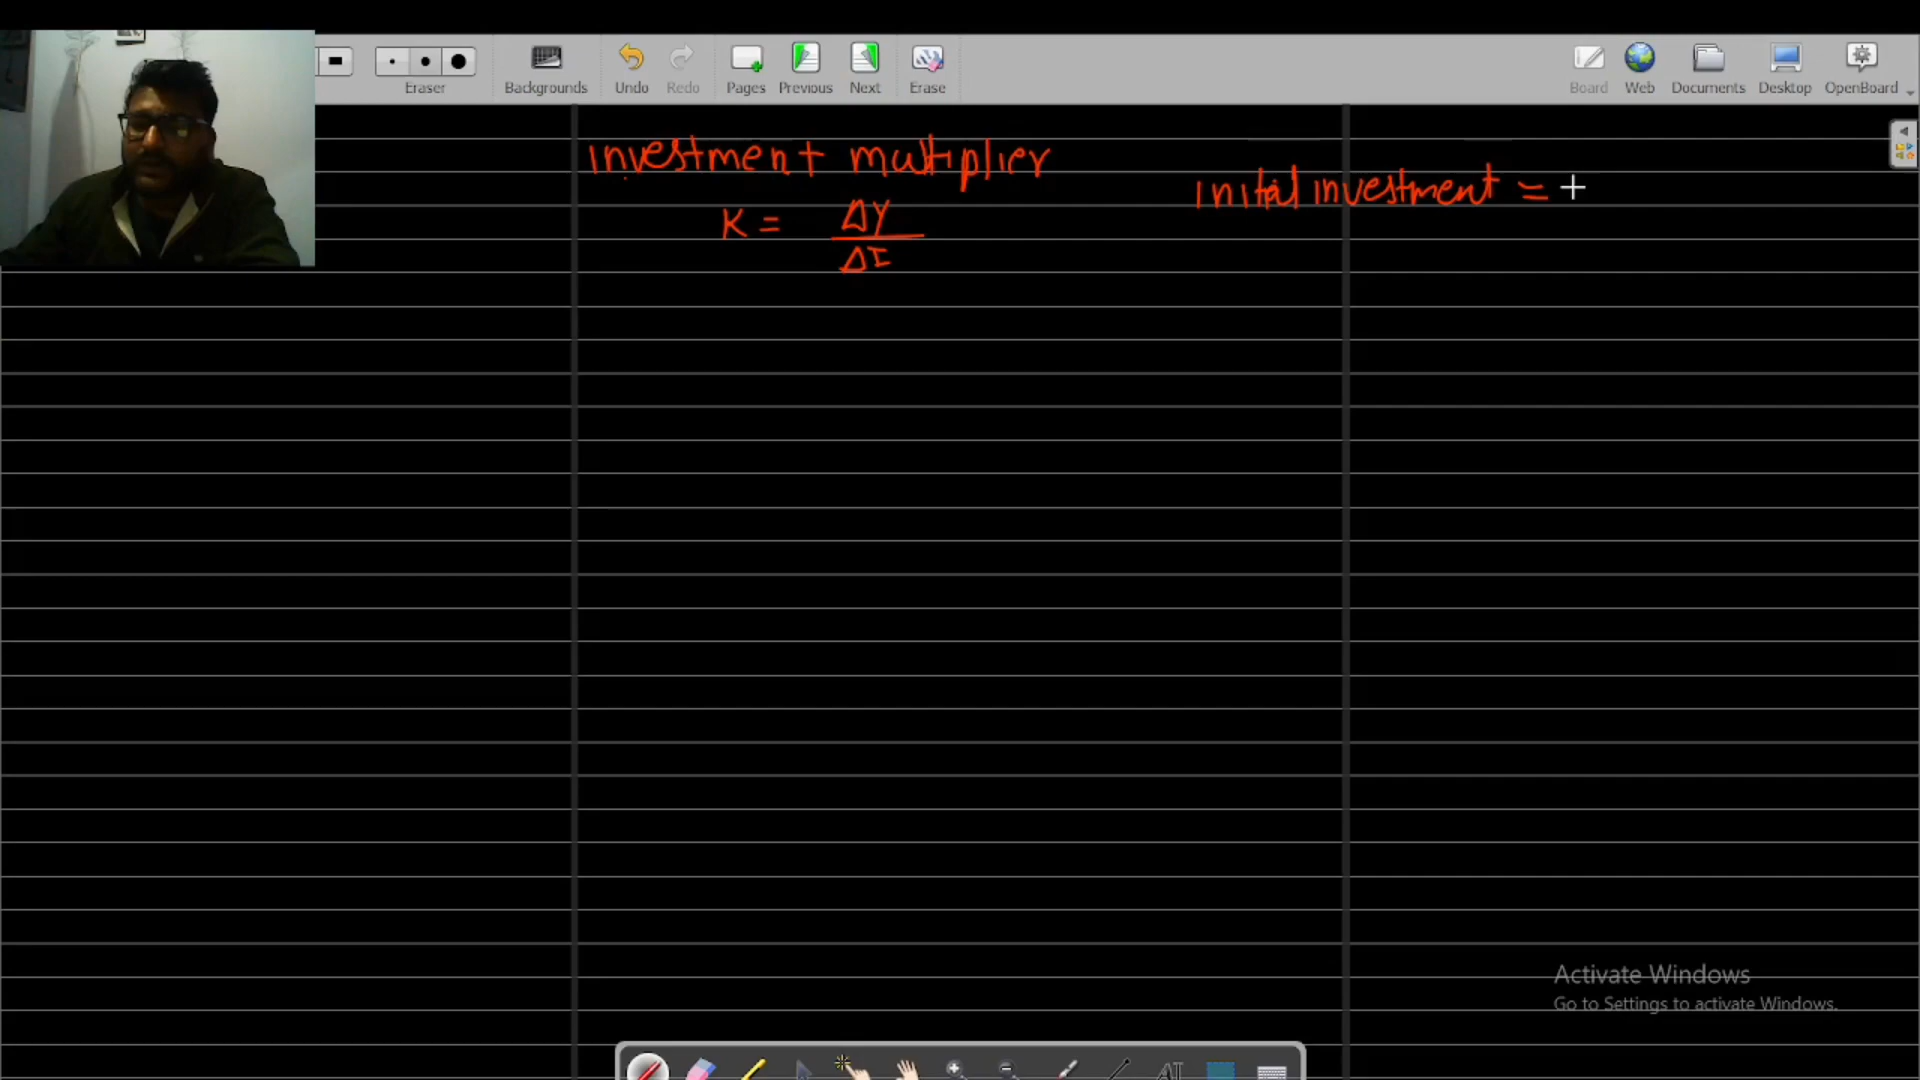 Eraser
Backgrounds
Undo
Redo
Pages
Previous
Next
Erase
Board
Web
Documents
Desktop
OpenBoard
investment multiplier
K = ΔY
ΔI
inital investment =
Activate Windows
Go to Settings to activate Windows.